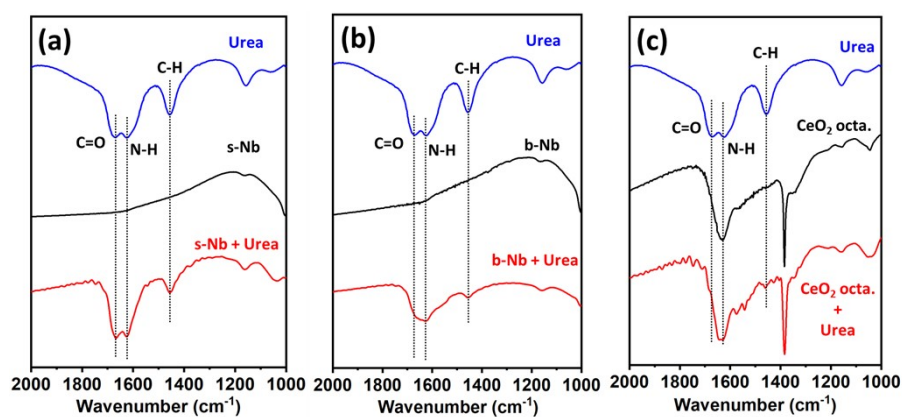 (a)
Urea
C-H
C=O
N-H
s-Nb
s-Nb + Urea
2000 1800 1600 1400 1200 1000
Wavenumber (cm⁻¹)
(b)
Urea
C-H
C=O
N-H
b-Nb
b-Nb + Urea
2000 1800 1600 1400 1200 1000
Wavenumber (cm⁻¹)
(c)
C-H
Urea
C=O
N-H
CeO₂ octa.
CeO₂ octa.
+
Urea
2000 1800 1600 1400 1200 1000
Wavenumber (cm⁻¹)